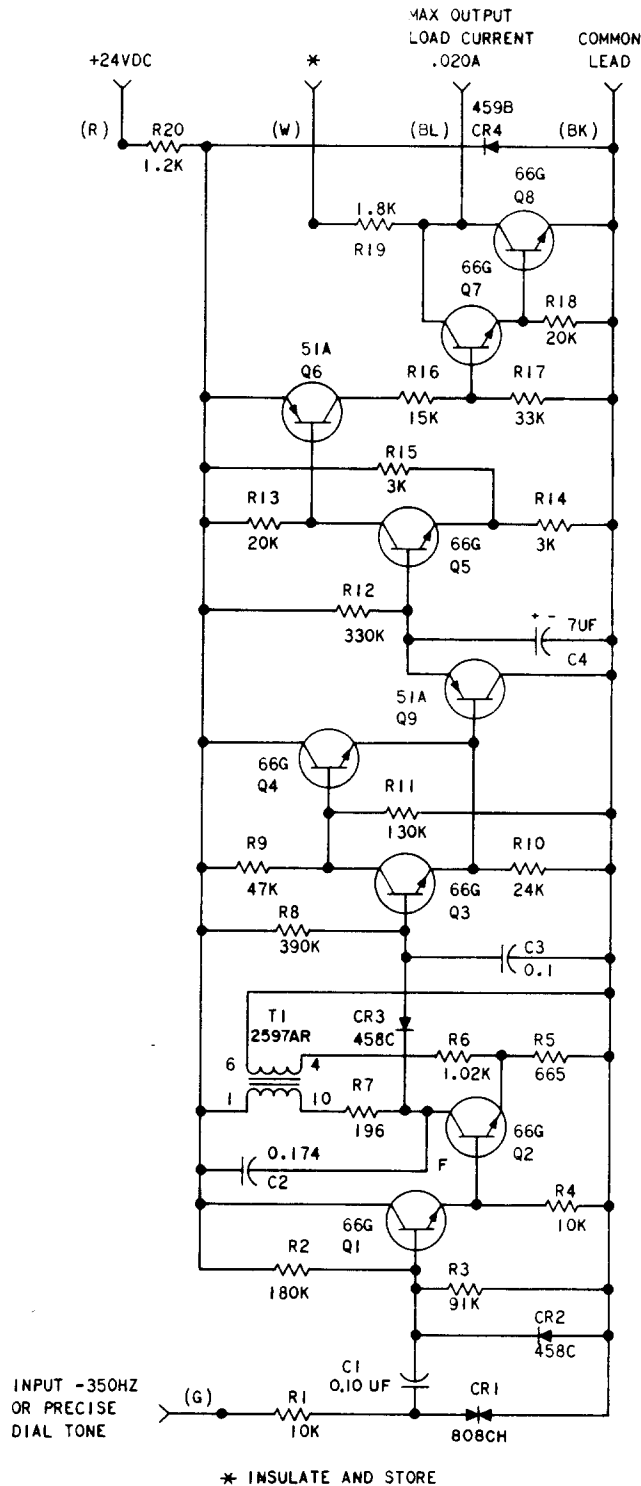 MAX OUTPUT
LOAD CURRENT
.020A
COMMON
LEAD
+24VDC
*
(R)
R20
1.2K
(W)
(BL)
459B
CR4
(BK)
66G
Q8
1.8K
R19
66G
Q7
R18
20K
51A
Q6
R16
15K
R17
33K
R15
3K
R13
20K
66G
Q5
R14
3K
R12
330K
+ -
7UF
C4
51A
Q9
66G
Q4
R11
130K
R9
47K
66G
Q3
R10
24K
R8
390K
C3
0.1
T1
2597AR
6
4
1
10
CR3
458C
R6
1.02K
R5
665
R7
196
66G
Q2
0.174
C2
F
66G
Q1
R4
10K
R2
180K
R3
91K
CR2
458C
C1
0.10 UF
CR1
808CH
INPUT -350HZ
OR PRECISE
DIAL TONE
(G)
R1
10K
* INSULATE AND STORE